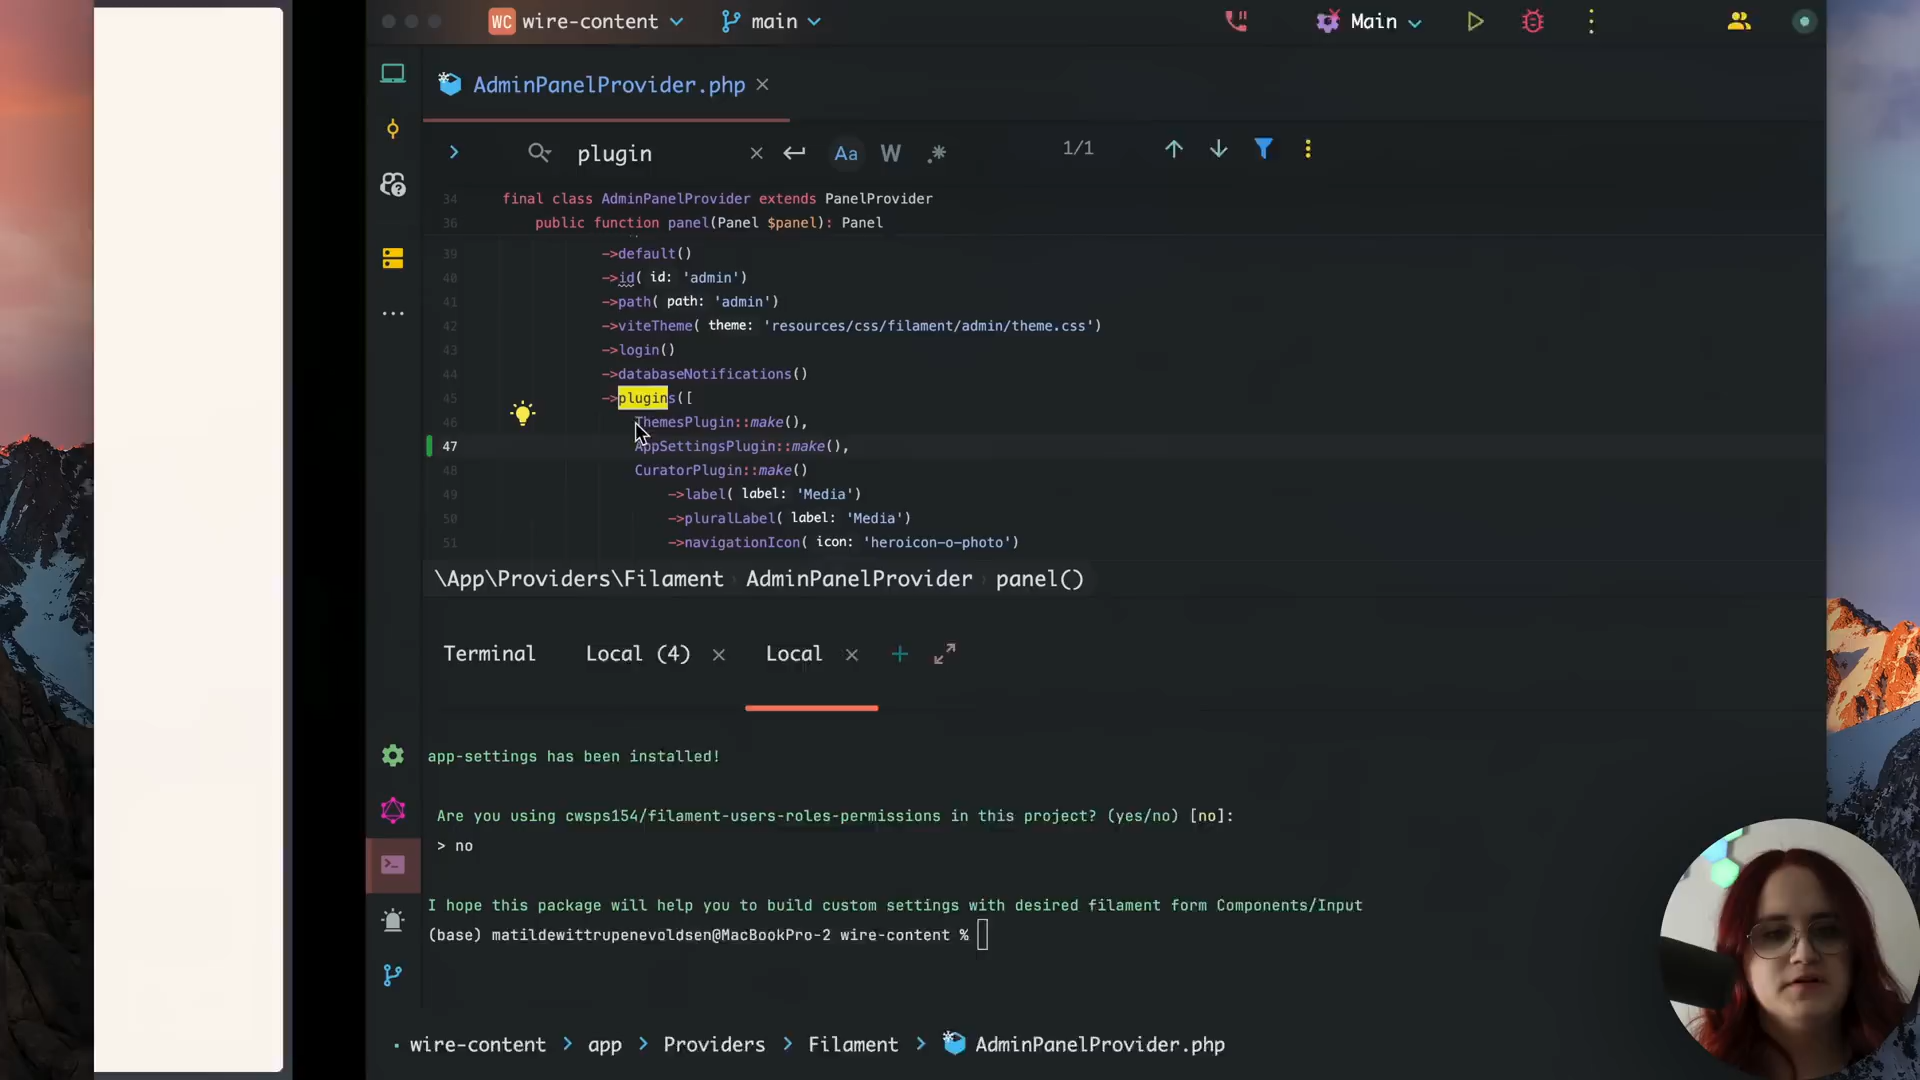 WC wire-content main Main
AdminPanelProvider.php
plugin Aa W .* 1/1
34 final class AdminPanelProvider extends PanelProvider
36 public function panel(Panel $panel): Panel
39 ->default()
40 ->id( id: 'admin')
41 ->path( path: 'admin')
42 ->viteTheme( theme: 'resources/css/filament/admin/theme.css')
43 ->login()
44 ->databaseNotifications()
45 ->plugins([
46 ThemesPlugin::make(),
47 AppSettingsPlugin::make(),
48 CuratorPlugin::make()
49 ->label( label: 'Media')
50 ->pluralLabel( label: 'Media')
51 ->navigationIcon( icon: 'heroicon-o-photo')
\App\Providers\Filament › AdminPanelProvider › panel()
Terminal Local (4) Local
app-settings has been installed!
Are you using cwsps154/filament-users-roles-permissions in this project? (yes/no) [no]:
> no
I hope this package will help you to build custom settings with desired filament form Components/Input
(base) matildewittrupenevoldsen@MacBookPro-2 wire-content %
wire-content > app > Providers > Filament > AdminPanelProvider.php